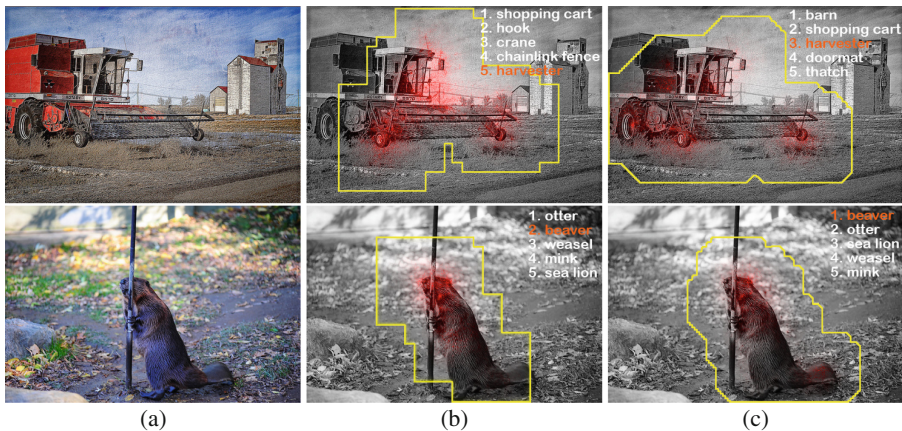 1. shopping cart
2. hook
3. crane
4. chainlink fence
5. harvester
1. barn
2. shopping cart
3. harvester
4. doormat
5. thatch
1. otter
2. beaver
3. weasel
4. mink
5. sea lion
1. beaver
2. otter
3. sea lion
4. weasel
5. mink
(a)
(b)
(c)